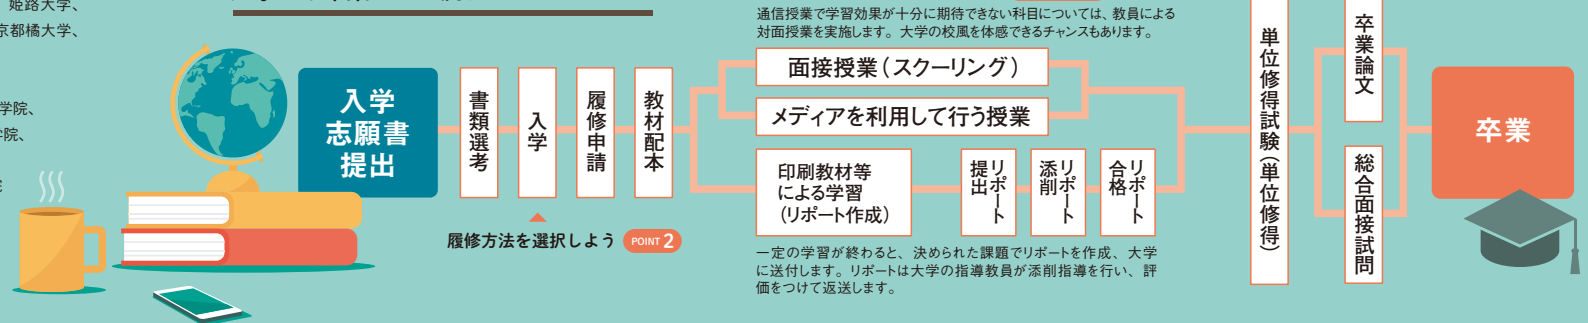 姫路大学、
京都橘大学、
学院、
学院、
通信授業で学習効果が十分に期待できない科目については、教員による
対面授業を実施します。大学の校風を体感できるチャンスもあります。
入学
志願書
提出
書類選考
入学
履修申請
教材配本
履修方法を選択しよう POINT 2
面接授業(スクーリング)
メディアを利用して行う授業
印刷教材等
による学習
(リポート作成)
リポート
提出
リポート
添削
リポート
合格
一定の学習が終わると、決められた課題でリポートを作成、大学
に送付します。リポートは大学の指導教員が添削指導を行い、評
価をつけて返送します。
単位修得試験(単位修得)
卒業論文
総合面接試問
卒業